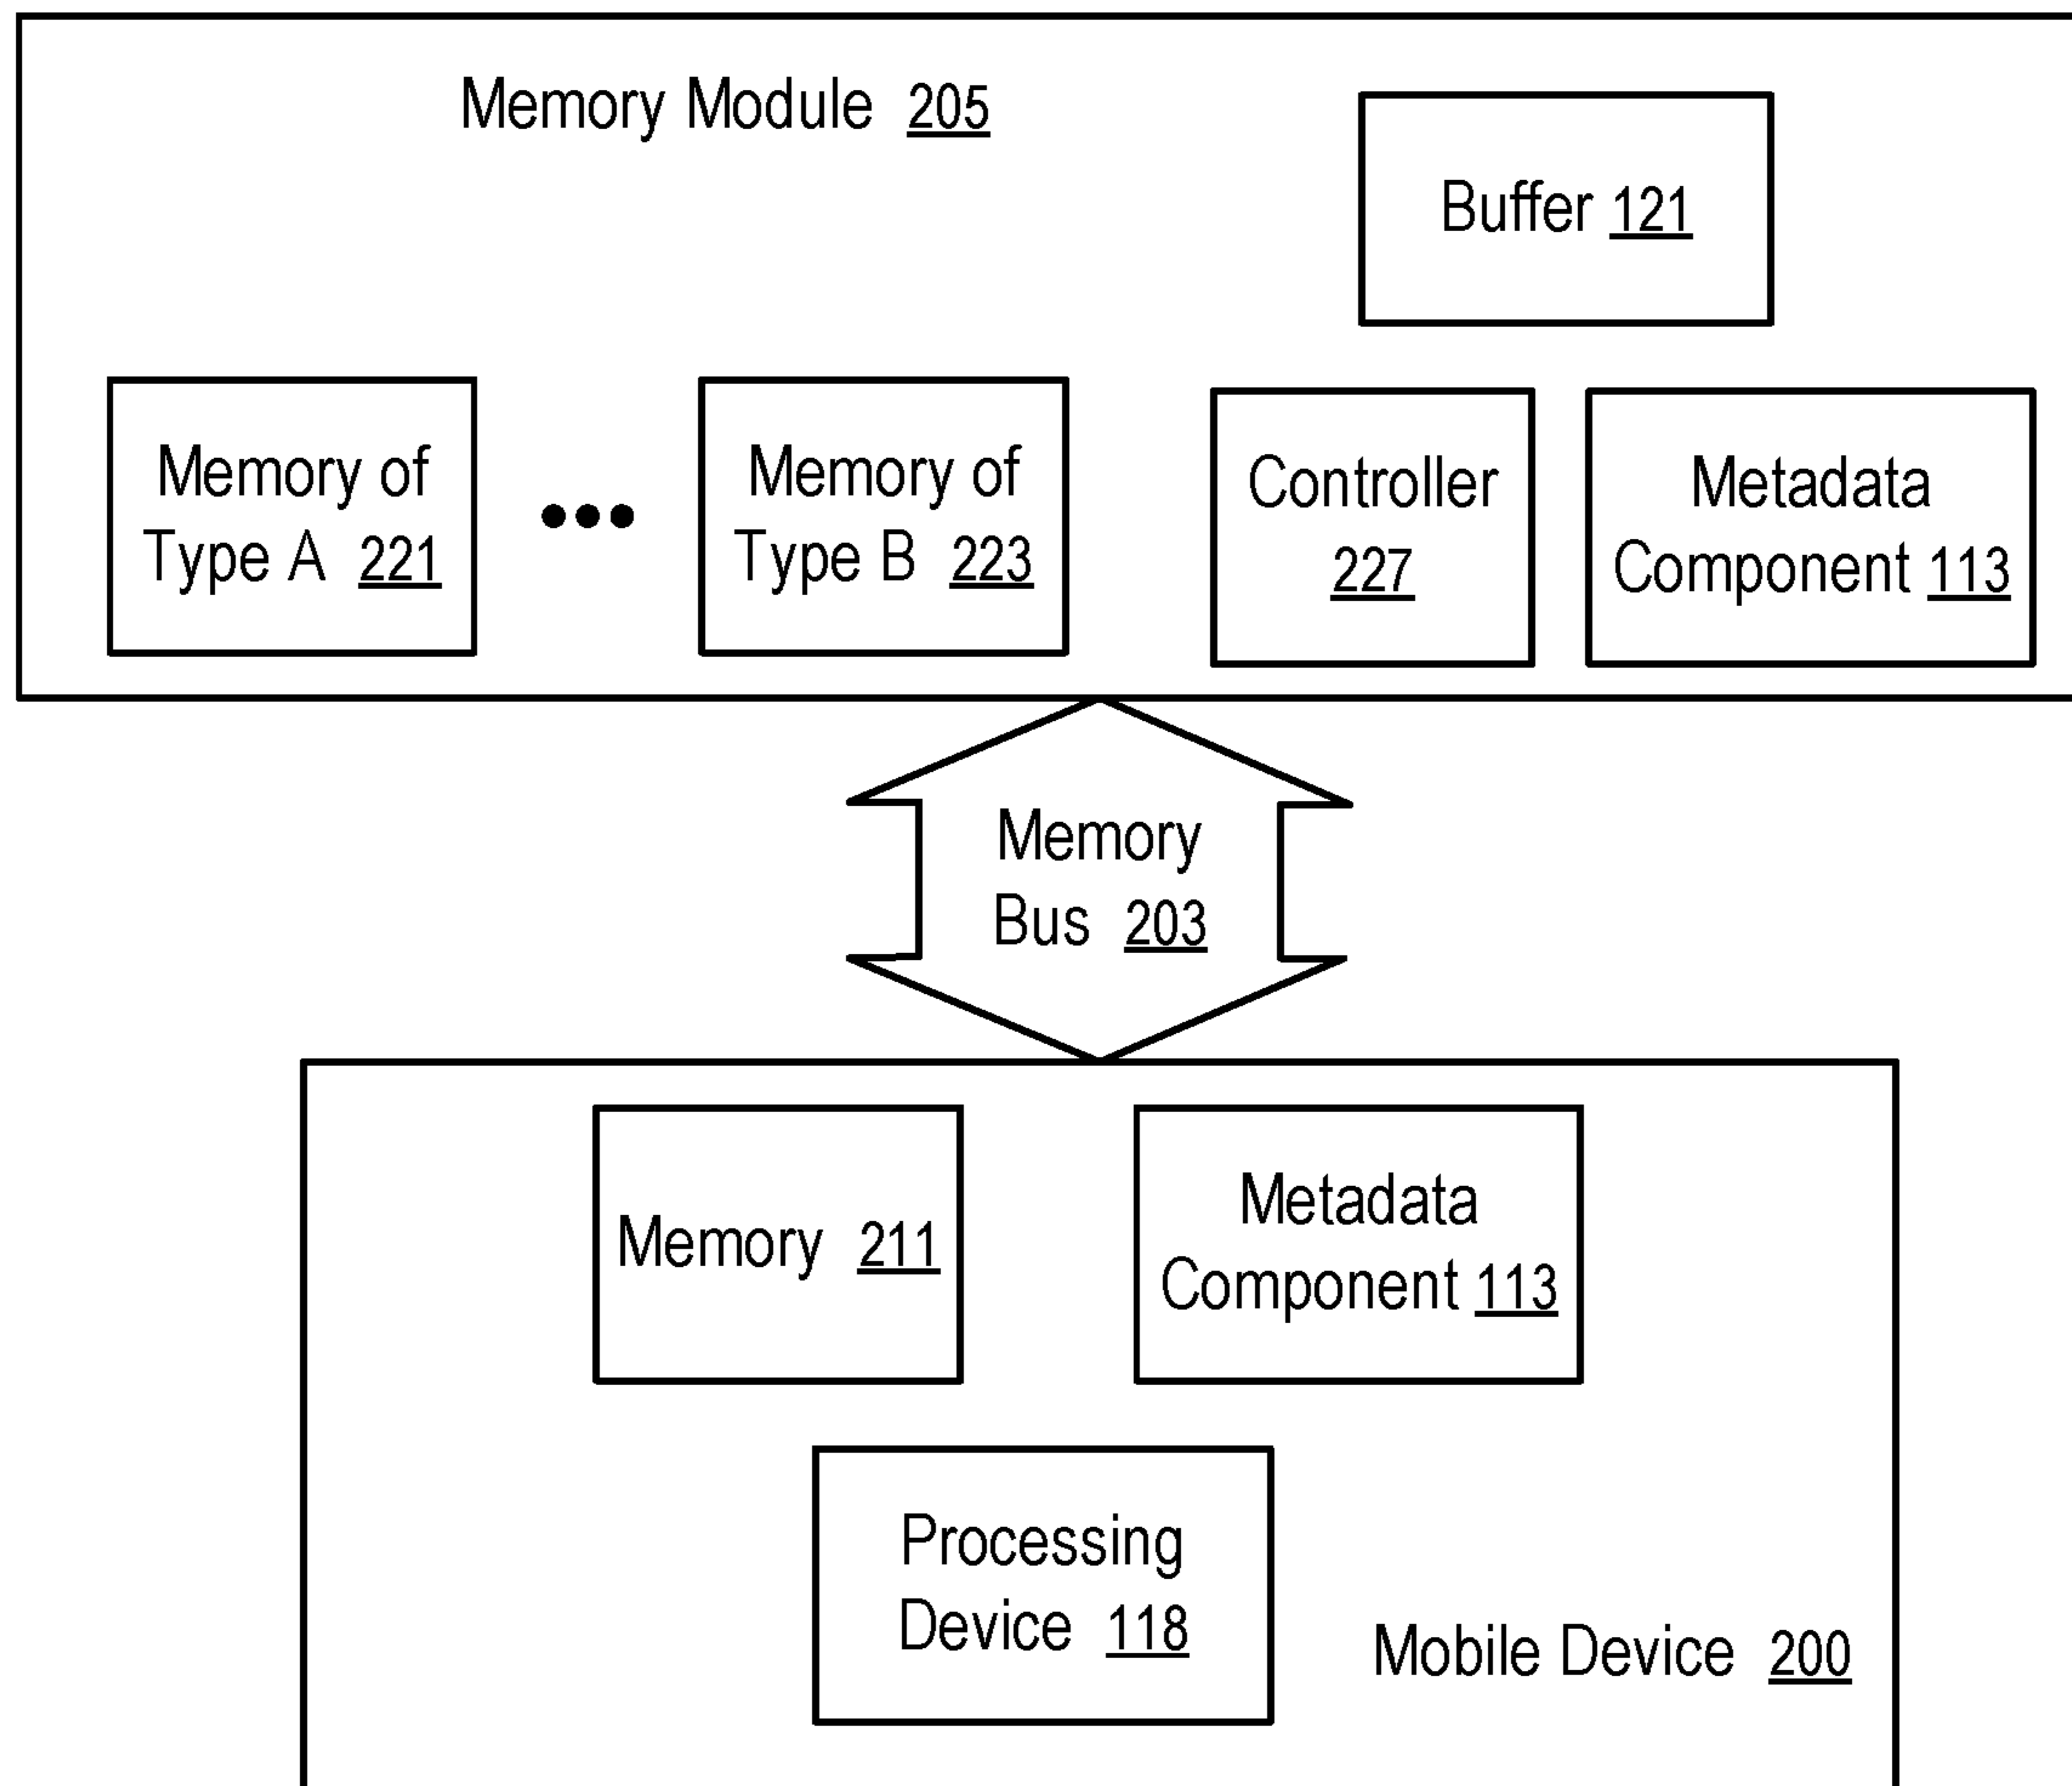 Memory Module 205
Buffer 121
Memory of
Type A 221
Memory of
Type B 223
Controller
227
Metadata
Component 113
Memory
Bus 203
Memory 211
Metadata
Component 113
Processing
Device 118
Mobile Device 200